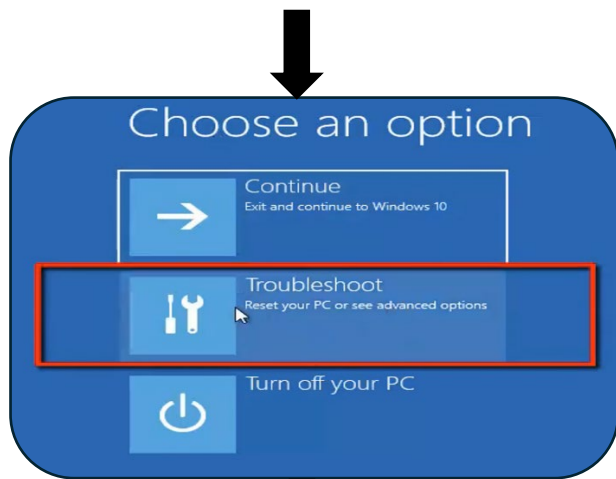 Choose an option
Continue
Exit and continue to Windows 10
Troubleshoot
Reset your PC or see advanced options
Turn off your PC